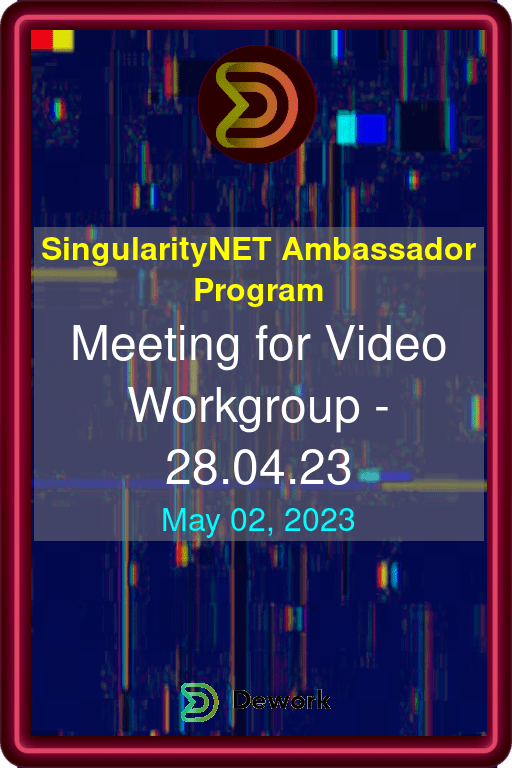 SingularityNET Ambassador
Program
Meeting for Video
Workgroup -
28.04.23
May 02, 2023
Dework